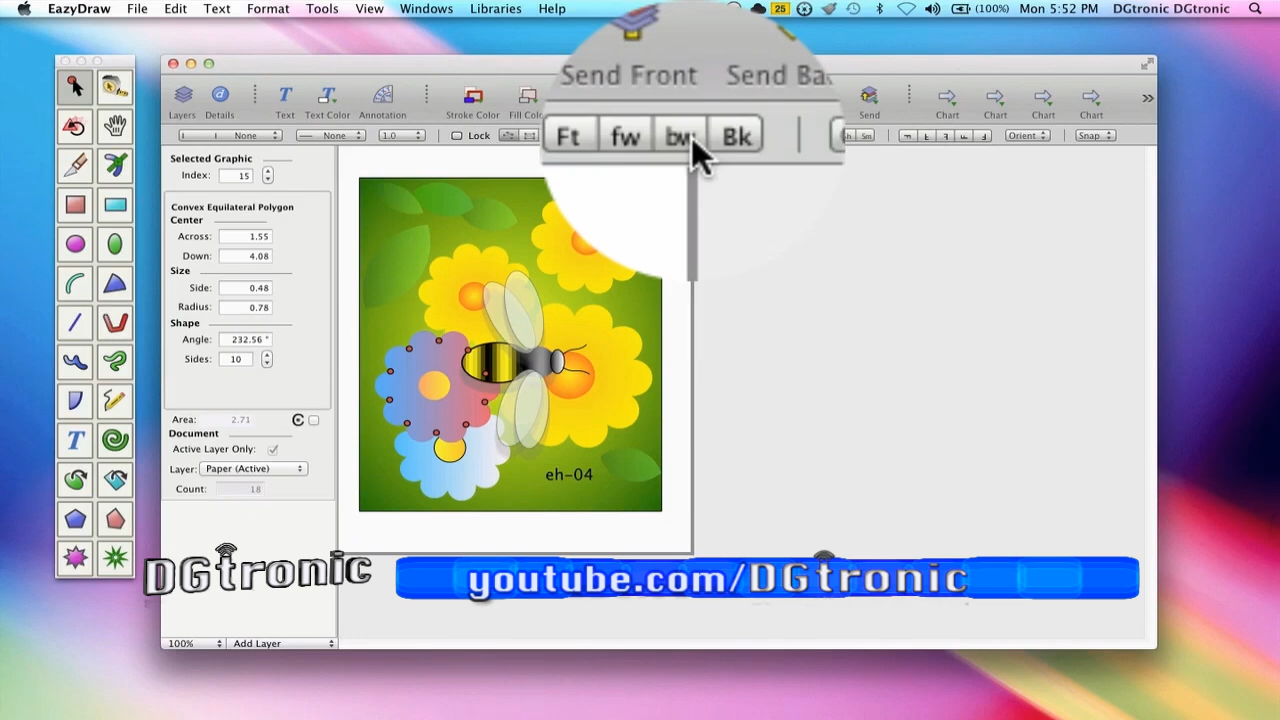 EazyDraw File Edit Text Format Tools View Windows Libraries Help 25 (100%) Mon 5:52 PM DGtronic DGtronic
Send Front Send Ba
Layers Details Text Text Color Annotation Stroke Color Fill Co Send Chart Chart Chart Chart
None None 1.0 Lock Ft fw bw Bk Sm Orient Snap
Selected Graphic
Index: 15
Convex Equilateral Polygon
Center
Across: 1.55
Down: 4.08
Size
Side: 0.48
Radius: 0.78
Shape
Angle: 232.56 °
Sides: 10
Area: 2.71
Document
Active Layer Only:
Layer: Paper (Active)
Count: 18
eh-04
DGtronic
youtube.com/DGtronic
100% Add Layer